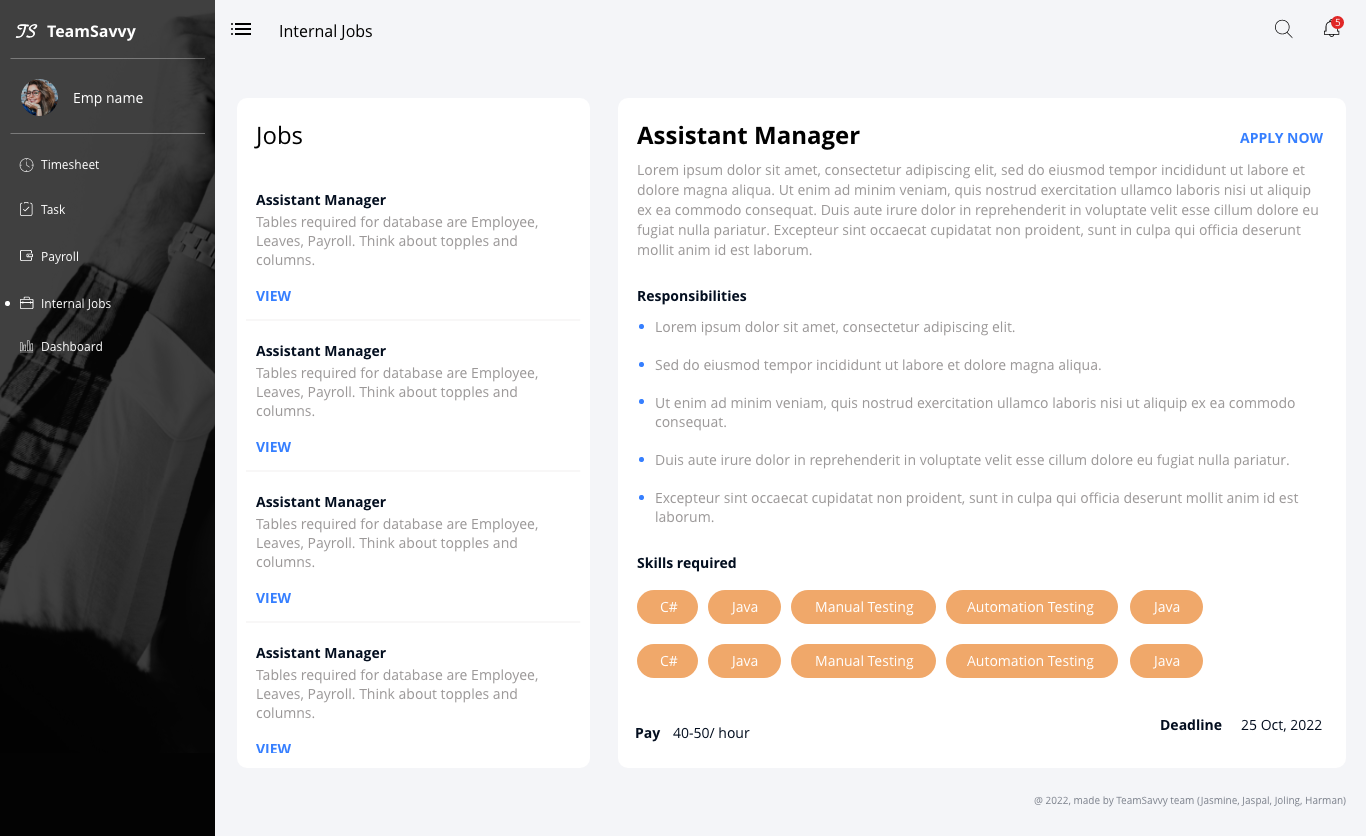 TS TeamSavvy
Emp name
Timesheet
Task
Payroll
Internal Jobs
Dashboard
Internal Jobs
5
Jobs
Assistant Manager
Tables required for database are Employee,
Leaves, Payroll. Think about topples and
columns.
VIEW
Assistant Manager
Tables required for database are Employee,
Leaves, Payroll. Think about topples and
columns.
VIEW
Assistant Manager
Tables required for database are Employee,
Leaves, Payroll. Think about topples and
columns.
VIEW
Assistant Manager
Tables required for database are Employee,
Leaves, Payroll. Think about topples and
columns.
VIEW
Assistant Manager
APPLY NOW
Lorem ipsum dolor sit amet, consectetur adipiscing elit, sed do eiusmod tempor incididunt ut labore et
dolore magna aliqua. Ut enim ad minim veniam, quis nostrud exercitation ullamco laboris nisi ut aliquip
ex ea commodo consequat. Duis aute irure dolor in reprehenderit in voluptate velit esse cillum dolore eu
fugiat nulla pariatur. Excepteur sint occaecat cupidatat non proident, sunt in culpa qui officia deserunt
mollit anim id est laborum.
Responsibilities
Lorem ipsum dolor sit amet, consectetur adipiscing elit.
Sed do eiusmod tempor incididunt ut labore et dolore magna aliqua.
Ut enim ad minim veniam, quis nostrud exercitation ullamco laboris nisi ut aliquip ex ea commodo
consequat.
Duis aute irure dolor in reprehenderit in voluptate velit esse cillum dolore eu fugiat nulla pariatur.
Excepteur sint occaecat cupidatat non proident, sunt in culpa qui officia deserunt mollit anim id est
laborum.
Skills required
C# Java Manual Testing Automation Testing Java
C# Java Manual Testing Automation Testing Java
Pay 40-50/ hour
Deadline 25 Oct, 2022
@ 2022, made by TeamSavvy team (Jasmine, Jaspal, Joling, Harman)